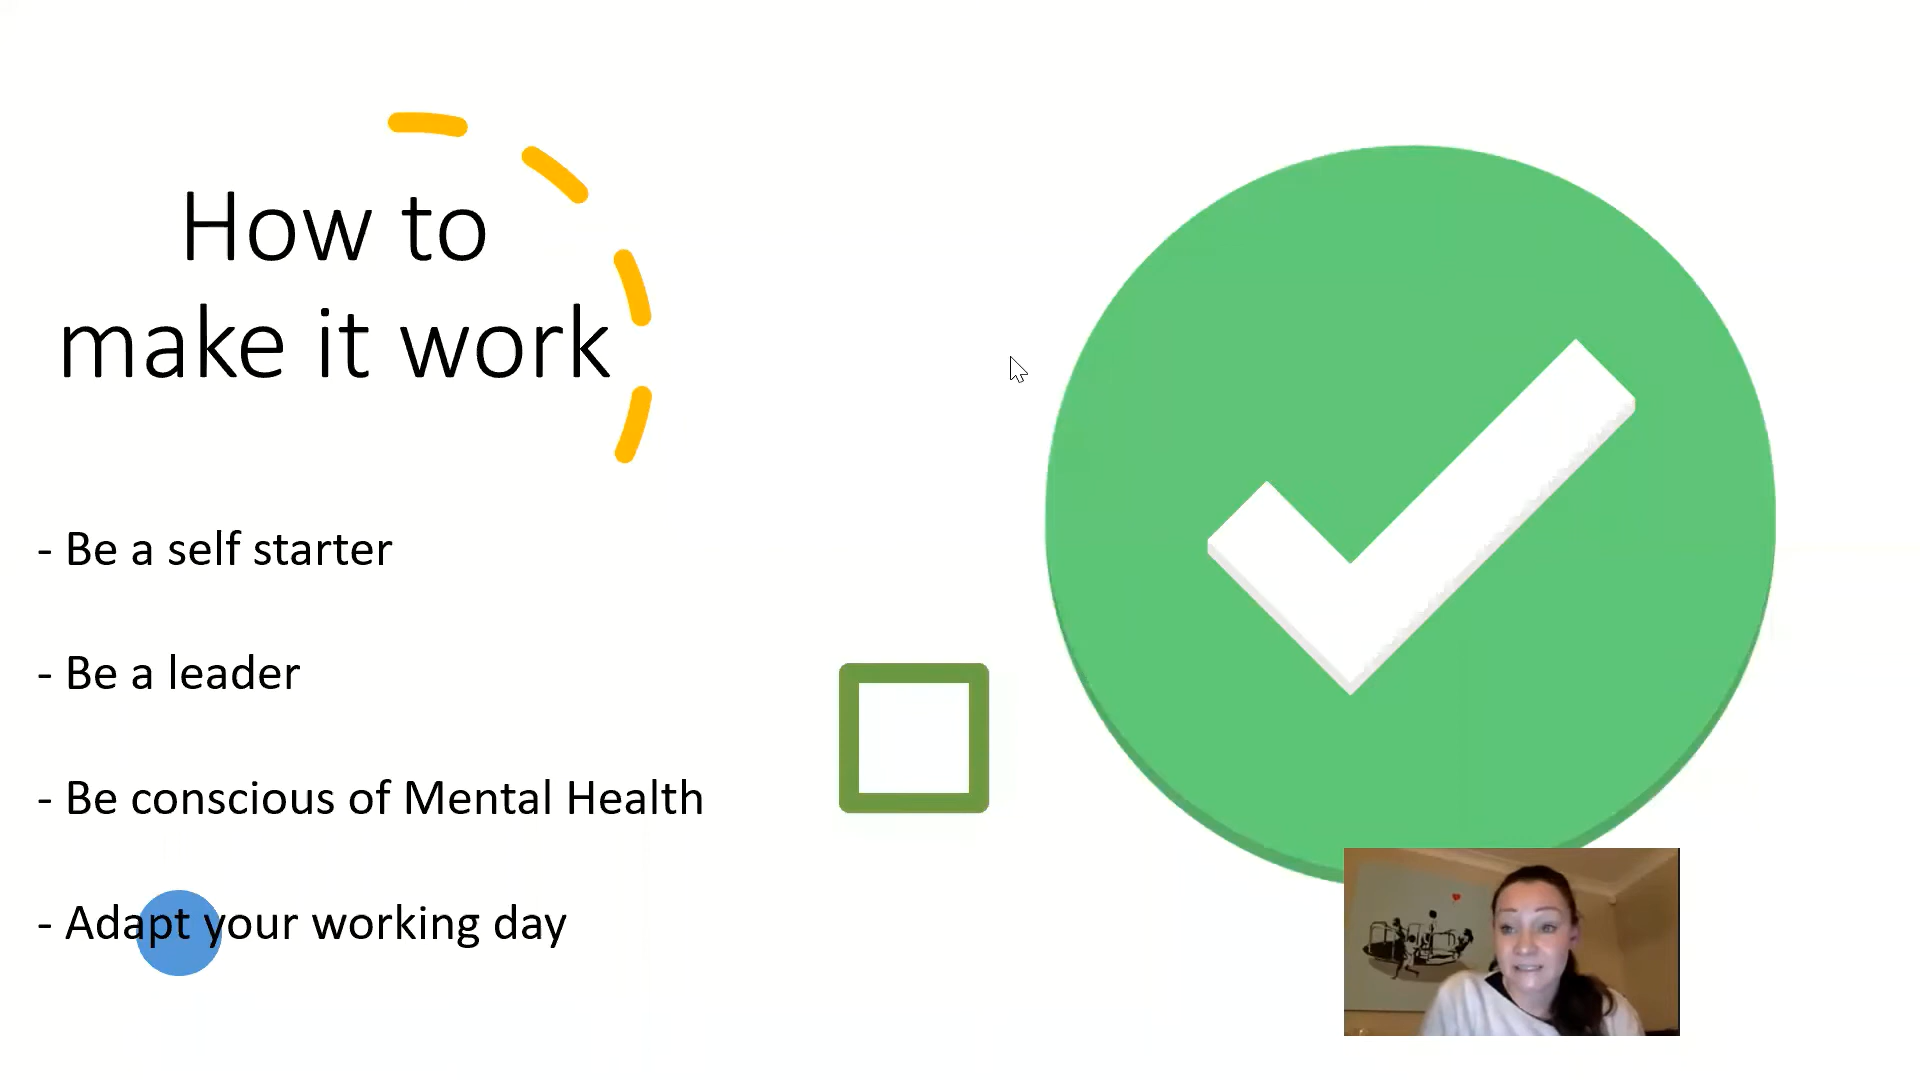 How to
make it work
- Be a self starter
- Be a leader
- Be conscious of Mental Health
- Adapt your working day